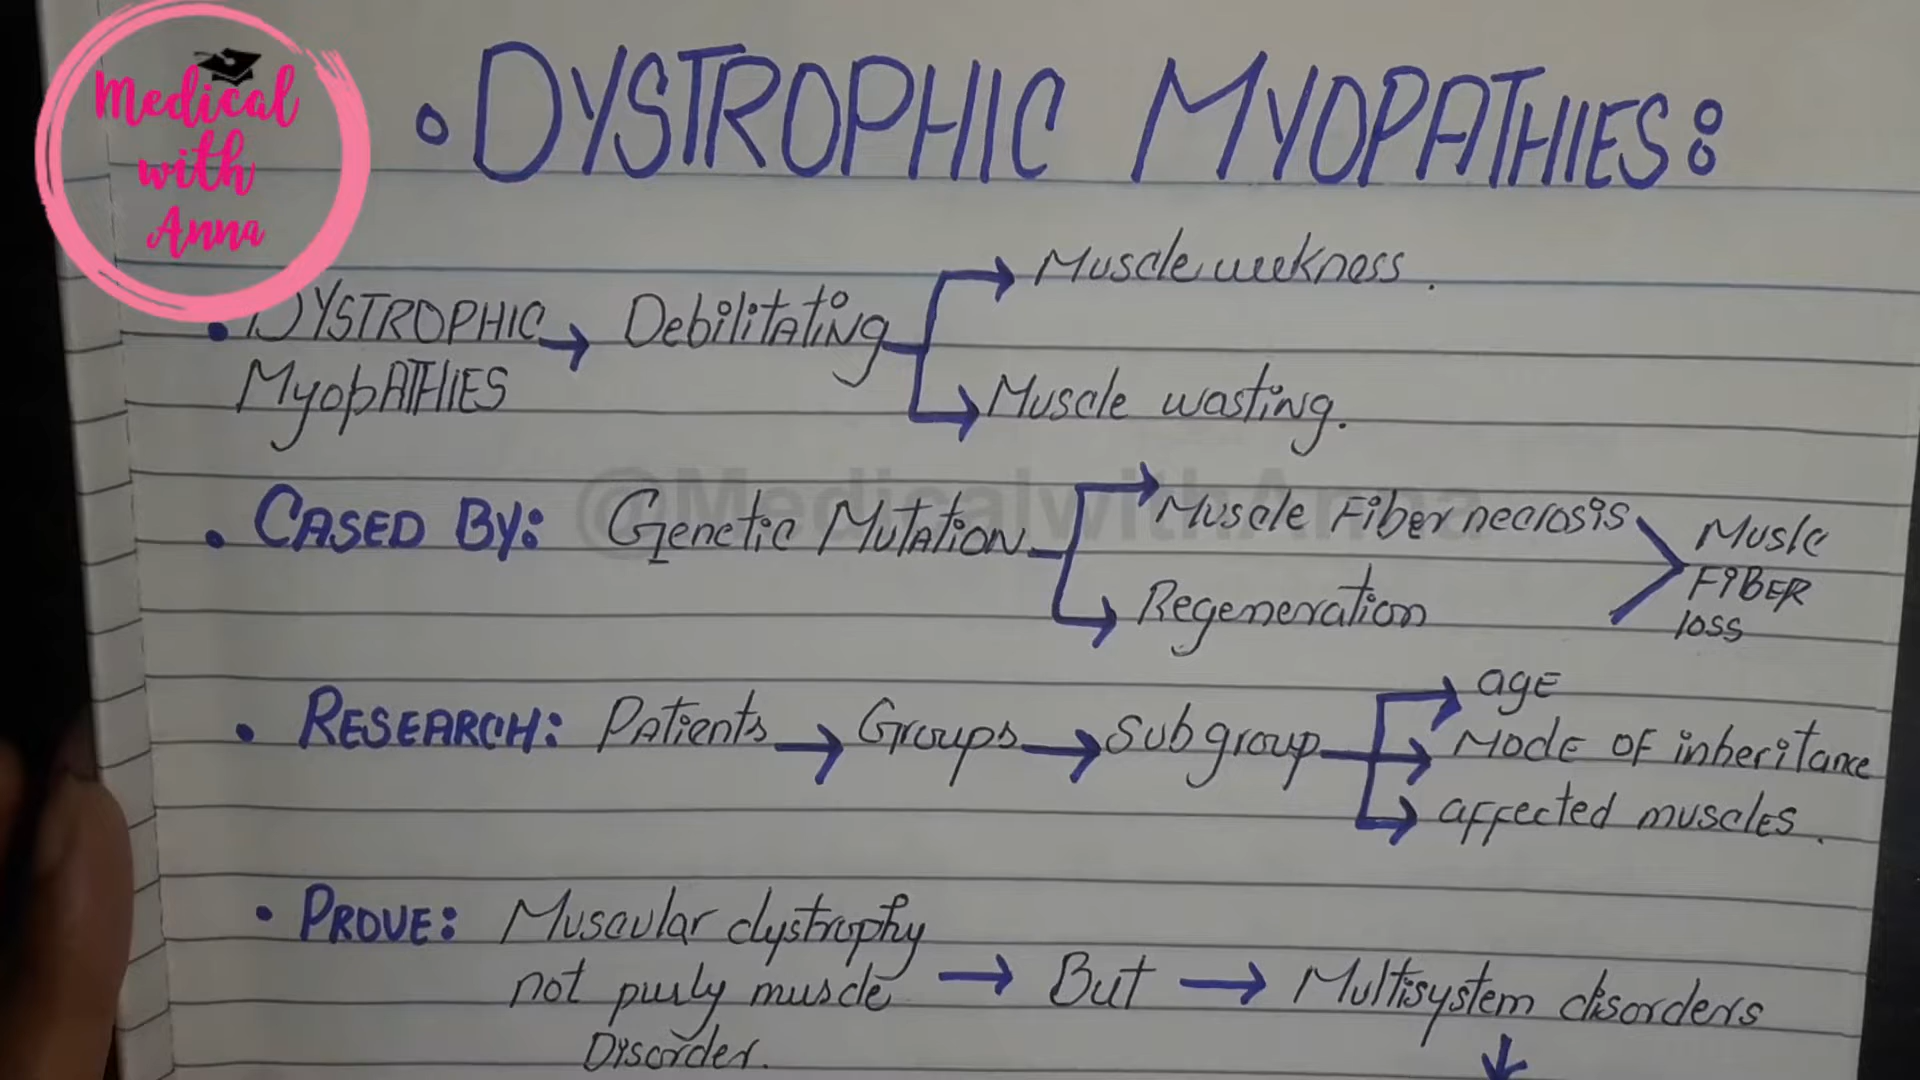 Medical
with
Anna
• DYSTROPHIC MYOPATHIES:
• DYSTROPHIC → Debilitating → Muscle weekness.
MyopATHIES → Muscle wasting.
@MedicalwithAnna
• CASED BY: Genetic Mutation → Muscle Fiber necrosis Muslc
→ Regeneration FiBER
loss
• RESEARCH: Patients → Groups → Subgroup → age
→ Mode of inheritance
→ affected muscles.
• PROVE: Muscular dystrophy
not purly muscle → But → Multisystem disorders
Disorder. ↓